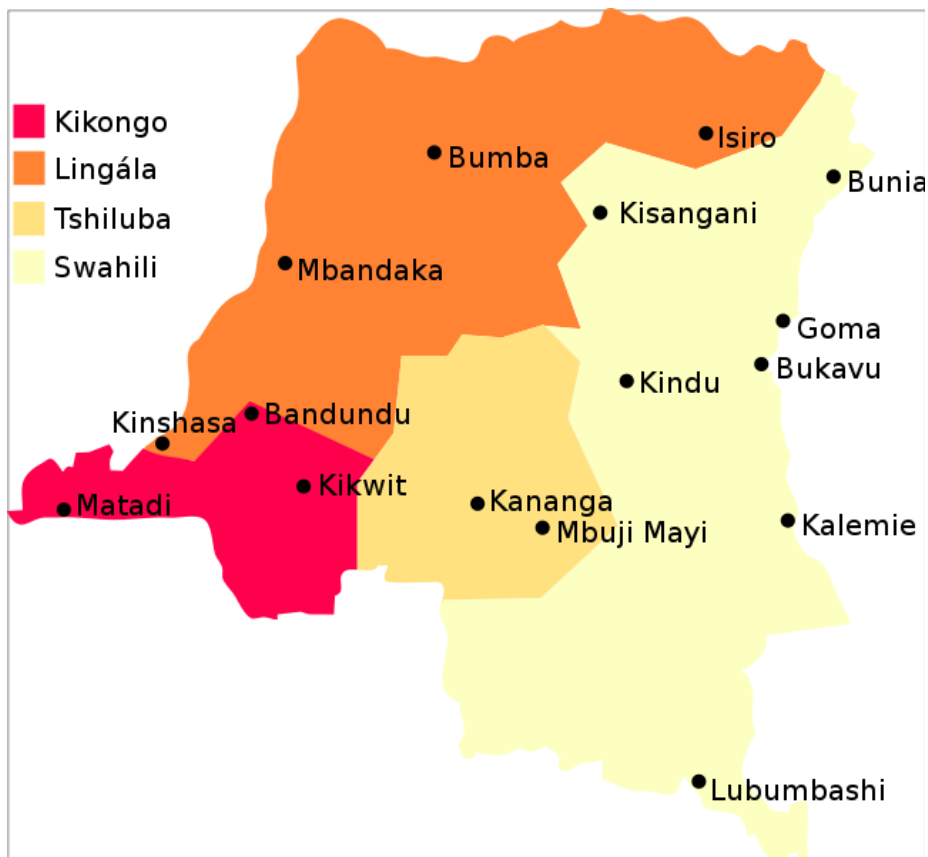 Kikongo
Lingála
Tshiluba
Swahili
Isiro
Bumba
Bunia
Kisangani
Mbandaka
Goma
Bukavu
Kindu
Bandundu
Kinshasa
Kikwit
Matadi
Kananga
Mbuji Mayi
Kalemie
Lubumbashi